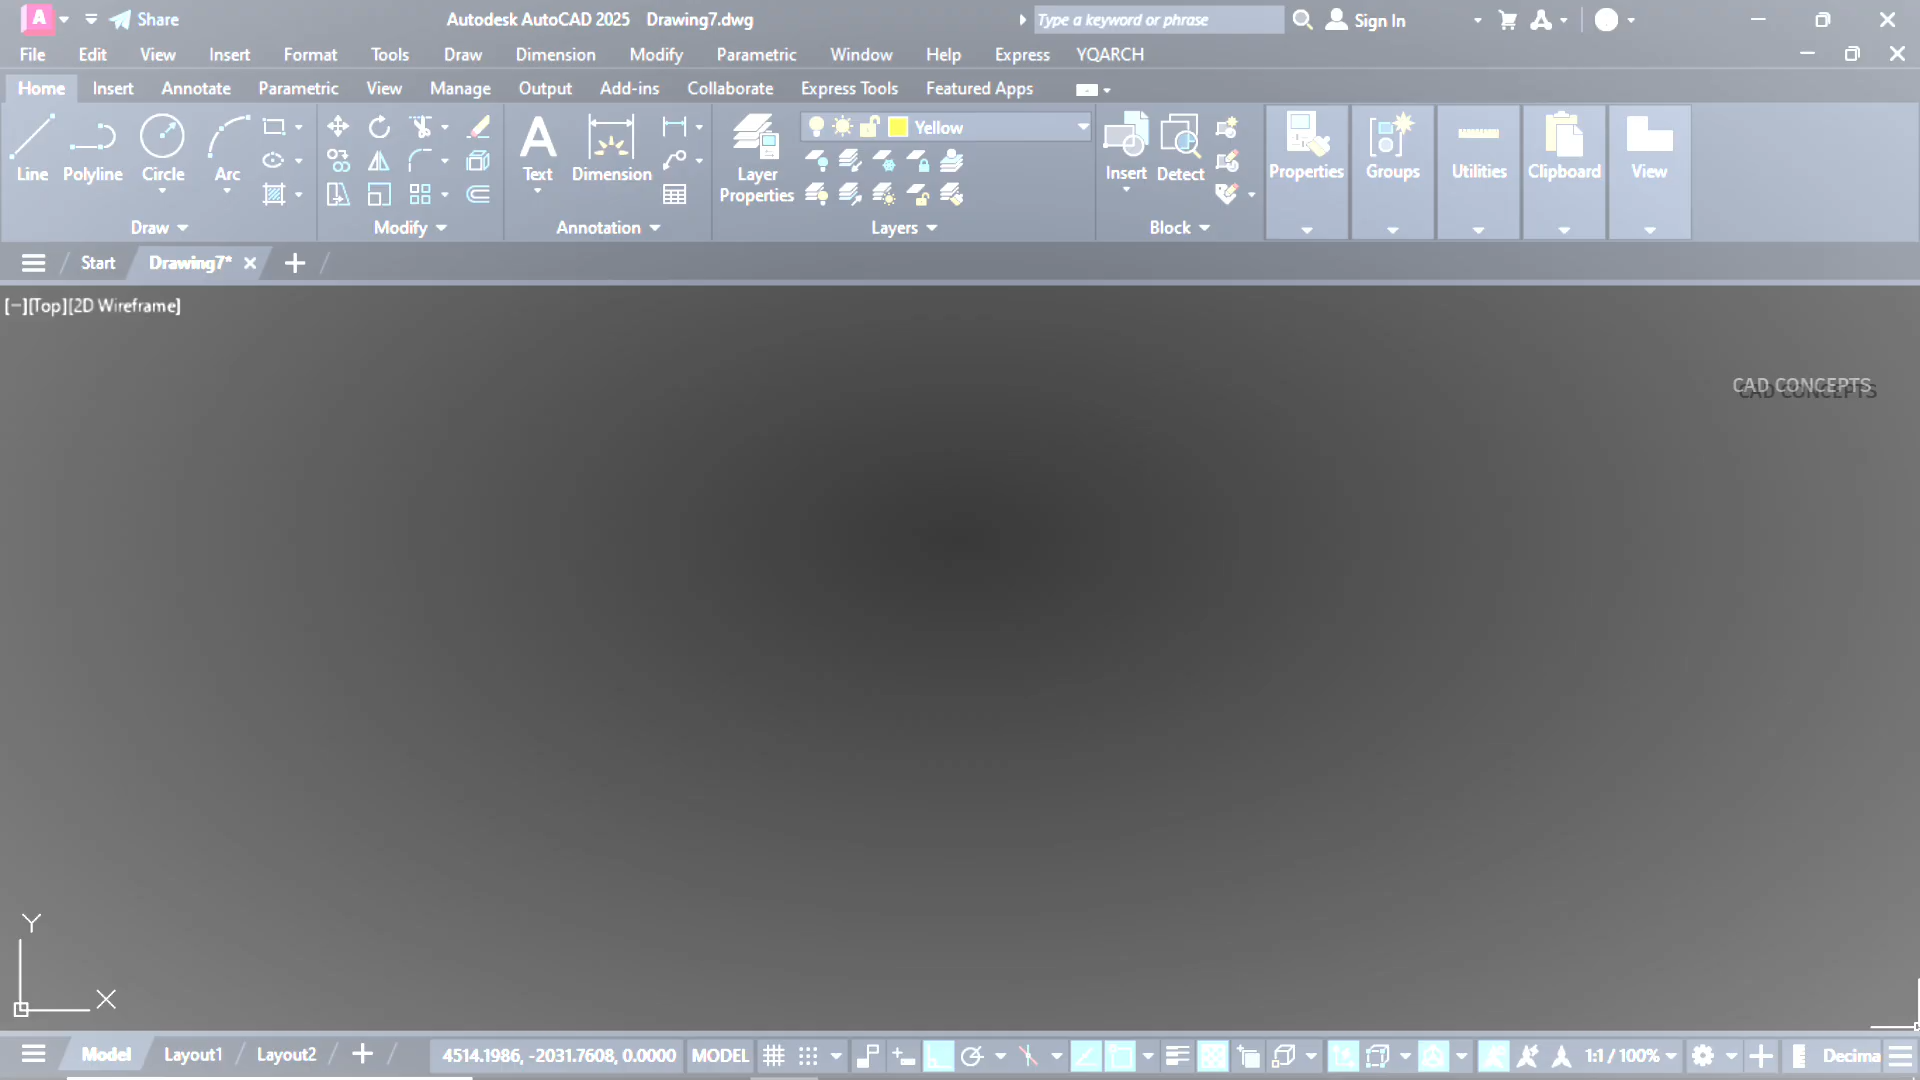 Share
Autodesk AutoCAD 2025 Drawing7.dwg
Type a keyword or phrase
Sign In
File Edit View Insert Format Tools Draw Dimension Modify Parametric Window Help Express YQARCH
Home Insert Annotate Parametric View Manage Output Add-ins Collaborate Express Tools Featured Apps
Yellow
Line Polyline Circle Arc
Text Dimension
Layer
Properties
Insert Detect
Properties Groups Utilities Clipboard View
Draw Modify Annotation Layers Block
Start Drawing7*
[−][Top][2D Wireframe]
CAD CONCEPTS
Y
X
Model Layout1 Layout2
4514.1986, -2031.7608, 0.0000 MODEL
1:1 / 100%
Decima